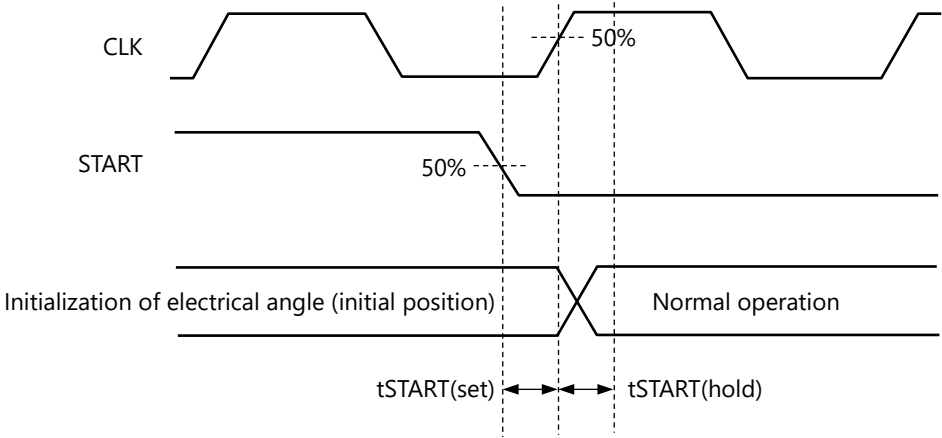 CLK
50%
START
50%
Initialization of electrical angle (initial position)
Normal operation
tSTART(set)
tSTART(hold)